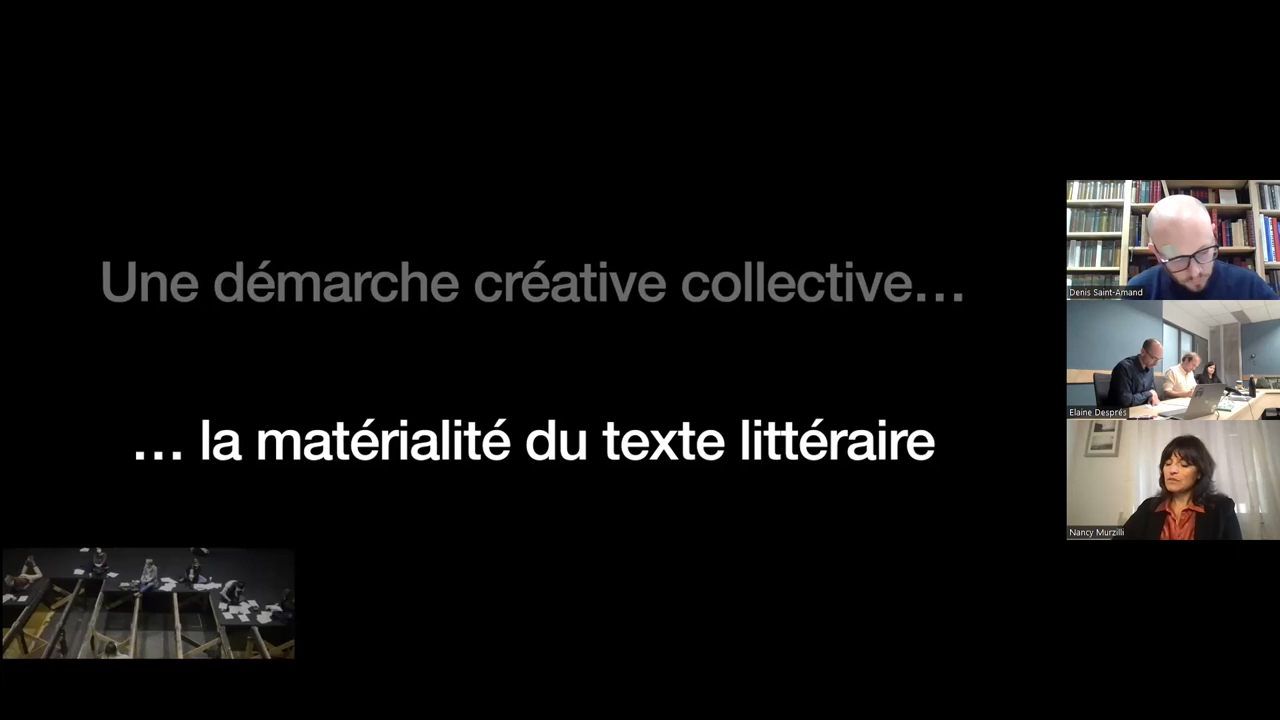 Une démarche créative collective…
… la matérialité du texte littéraire
Denis Saint-Amand
Elaine Després
Nancy Murzilli